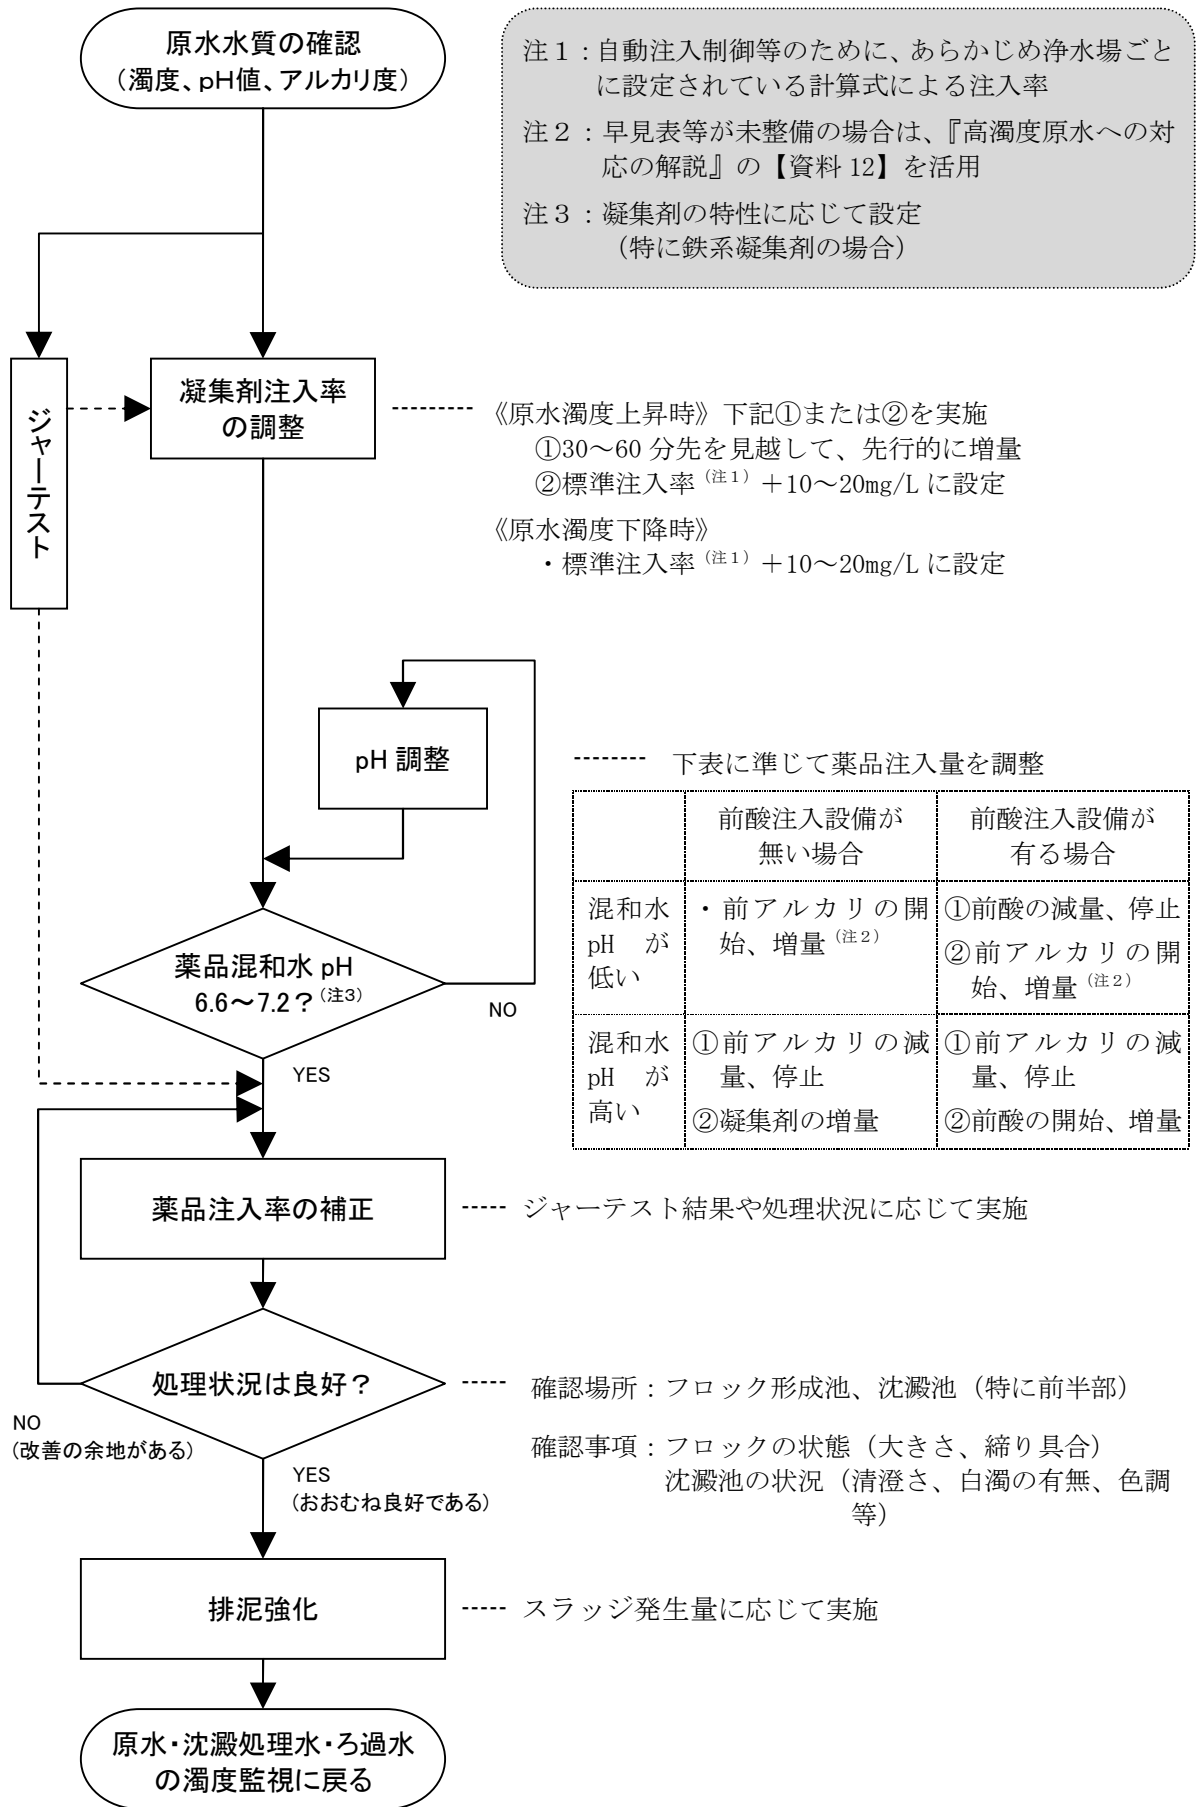 原水水質の確認
（濁度、pH値、アルカリ度）
注１：自動注入制御等のために、あらかじめ浄水場ごと
に設定されている計算式による注入率
注２：早見表等が未整備の場合は、『高濁度原水への対
応の解説』の【資料 12】を活用
注３：凝集剤の特性に応じて設定
（特に鉄系凝集剤の場合）
ジャーテスト
凝集剤注入率
の調整
《原水濁度上昇時》下記①または②を実施
①30～60 分先を見越して、先行的に増量
②標準注入率（注１）＋10～20mg/L に設定
《原水濁度下降時》
・標準注入率（注１）＋10～20mg/L に設定
pH 調整
下表に準じて薬品注入量を調整
前酸注入設備が
無い場合
前酸注入設備が
有る場合
混和水
pH が
低い
・前アルカリの開
始、増量（注２）
①前酸の減量、停止
②前アルカリの開
始、増量（注２）
混和水
pH が
高い
①前アルカリの減
量、停止
②凝集剤の増量
①前アルカリの減
量、停止
②前酸の開始、増量
薬品混和水 pH
6.6～7.2？（注３）
NO
YES
薬品注入率の補正
ジャーテスト結果や処理状況に応じて実施
処理状況は良好？
確認場所：フロック形成池、沈澱池（特に前半部）
確認事項：フロックの状態（大きさ、締り具合）
沈澱池の状況（清澄さ、白濁の有無、色調
等）
NO
（改善の余地がある）
YES
（おおむね良好である）
排泥強化
スラッジ発生量に応じて実施
原水・沈澱処理水・ろ過水
の濁度監視に戻る